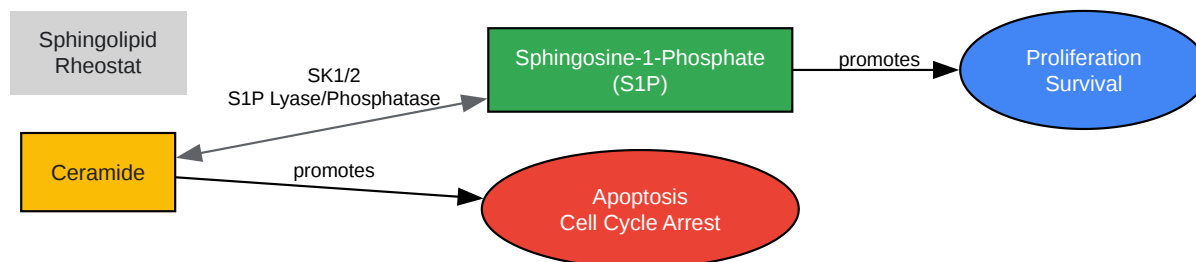 Sphingolipid
Rheostat
SK1/2
S1P Lyase/Phosphatase
Sphingosine-1-Phosphate
(S1P)
promotes
Proliferation
Survival
Ceramide
promotes
Apoptosis
Cell Cycle Arrest